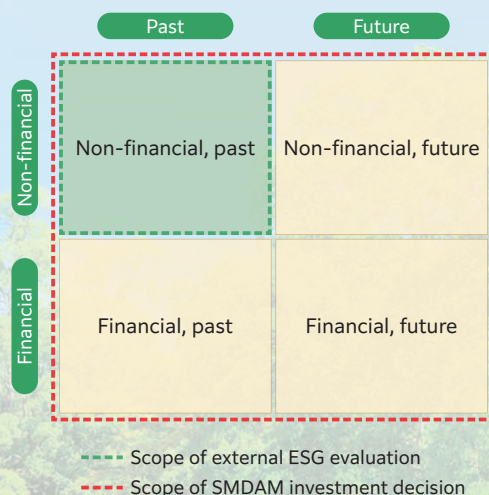 Past
Future
Non-financial
Non-financial, past
Non-financial, future
Financial
Financial, past
Financial, future
Scope of external ESG evaluation
Scope of SMDAM investment decision